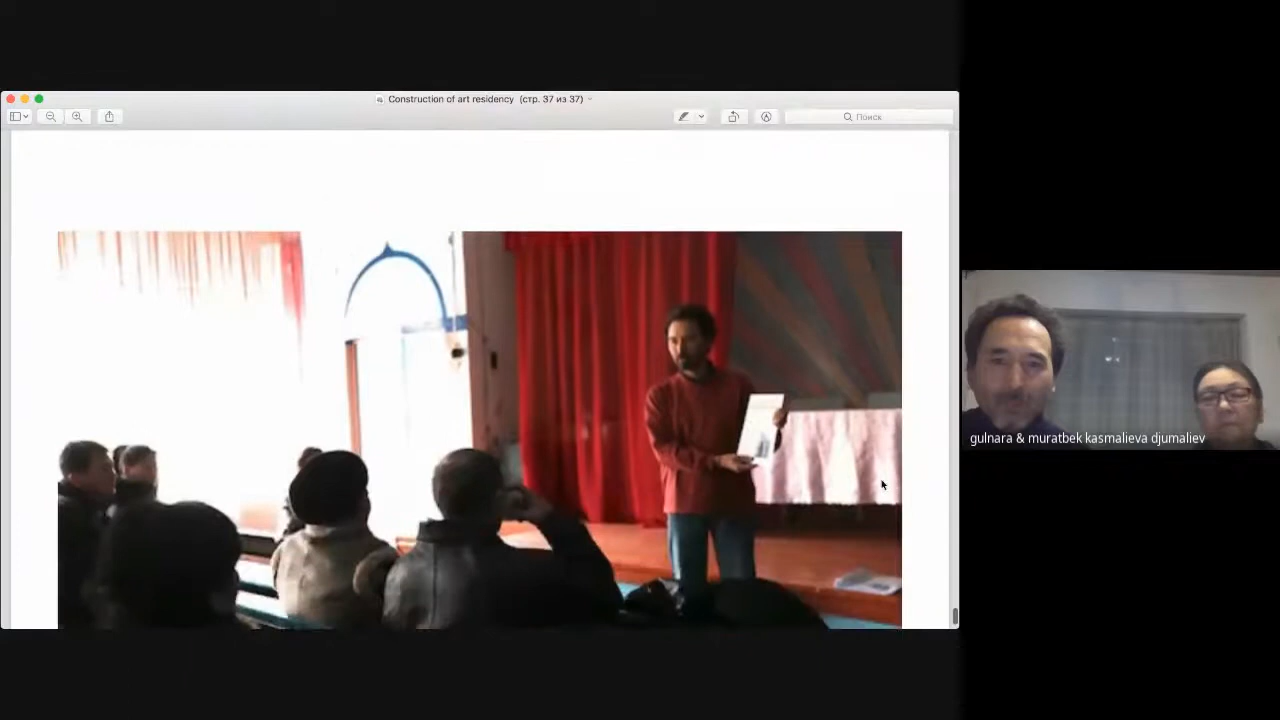 Construction of art residency (стр. 37 из 37)
Поиск
gulnara & muratbek kasmalieva djumaliev